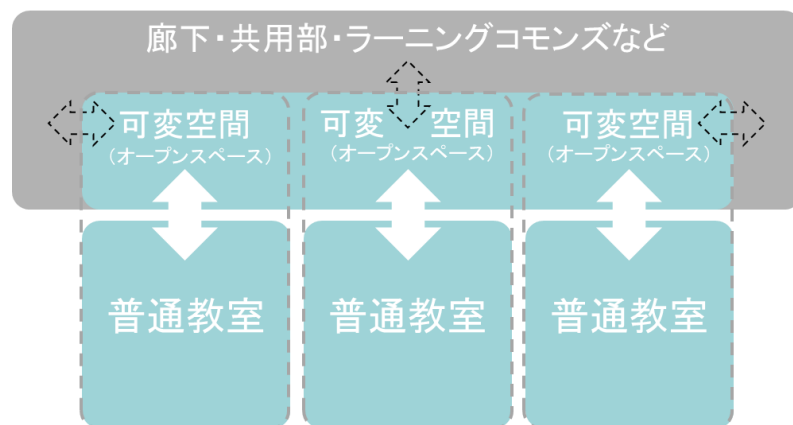 廊下・共用部・ラーニングコモンズなど
可変空間
（オープンスペース）
可変 空間
（オープンスペース）
可変空間
（オープンスペース）
普通教室
普通教室
普通教室